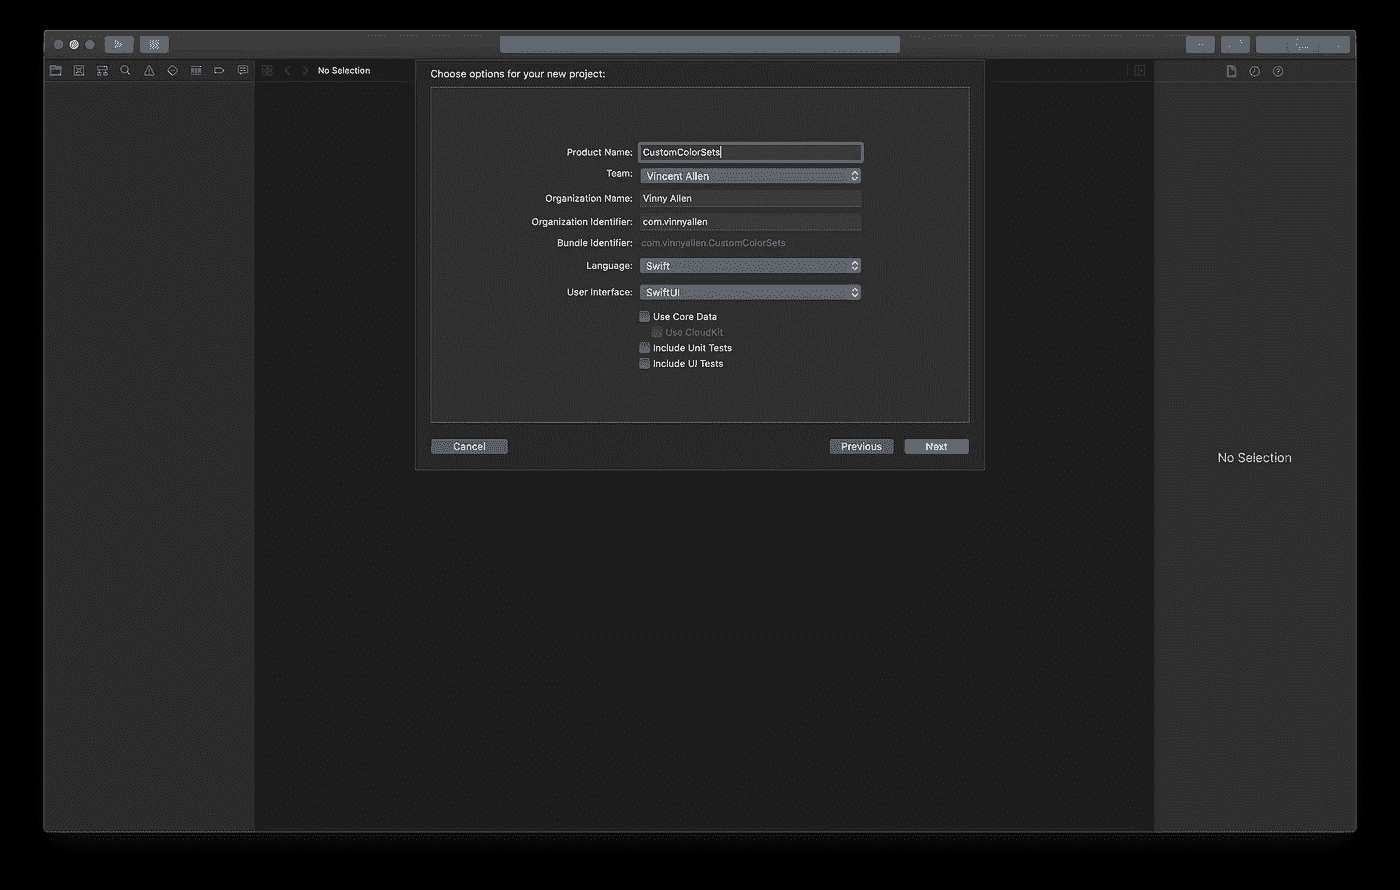 No Selection
Choose options for your new project:
Product Name: CustomColorSets
Team: Vincent Allen
Organization Name: Vinny Allen
Organization Identifier: com.vinnyallen
Bundle Identifier: com.vinnyallen.CustomColorSets
Language: Swift
User Interface: SwiftUI
Use Core Data
Use CloudKit
Include Unit Tests
Include UI Tests
Cancel Previous Next
No Selection